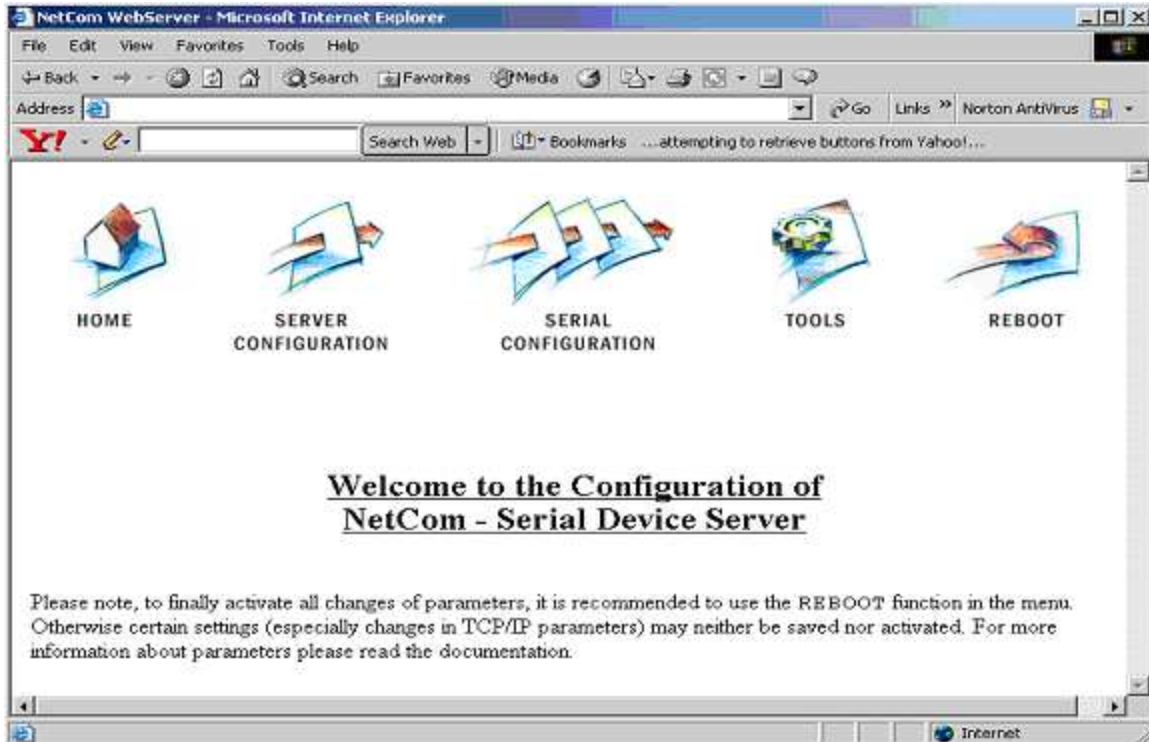 NetCom WebServer - Microsoft Internet Explorer
File Edit View Favorites Tools Help
Back Search Favorites Media
Address Go Links » Norton AntiVirus
Y! Search Web Bookmarks ...attempting to retrieve buttons from Yahoo!...
HOME
SERVER
CONFIGURATION
SERIAL
CONFIGURATION
TOOLS
REBOOT
Welcome to the Configuration of
NetCom - Serial Device Server
Please note, to finally activate all changes of parameters, it is recommended to use the REBOOT function in the menu.
Otherwise certain settings (especially changes in TCP/IP parameters) may neither be saved nor activated. For more
information about parameters please read the documentation.
Internet